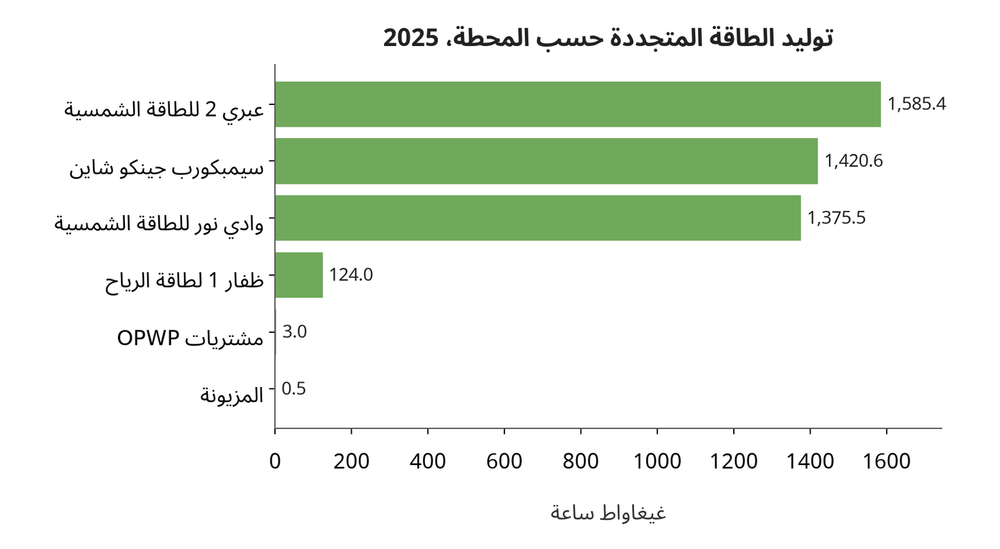 توليد الطاقة المتجددة حسب المحطة، 2025
عبري 2 للطاقة الشمسية 1,585.4
سيمبكورب جينكو شاين 1,420.6
وادي نور للطاقة الشمسية 1,375.5
ظفار 1 لطاقة الرياح 124.0
مشتريات OPWP 3.0
المزيونة 0.5
0 200 400 600 800 1000 1200 1400 1600
غيغاواط ساعة